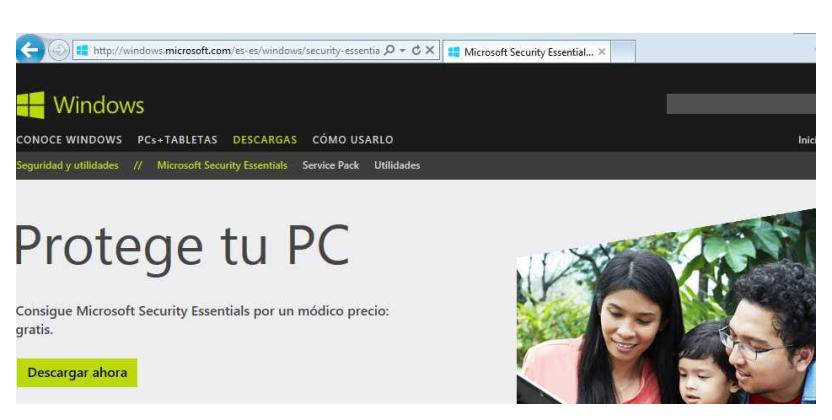 http://windows.microsoft.com/es-es/windows/security-essentia
Microsoft Security Essential...
Windows
CONOCE WINDOWS PCs+TABLETAS DESCARGAS CÓMO USARLO
Inici
Seguridad y utilidades // Microsoft Security Essentials Service Pack Utilidades
Protege tu PC
Consigue Microsoft Security Essentials por un módico precio:
gratis.
Descargar ahora